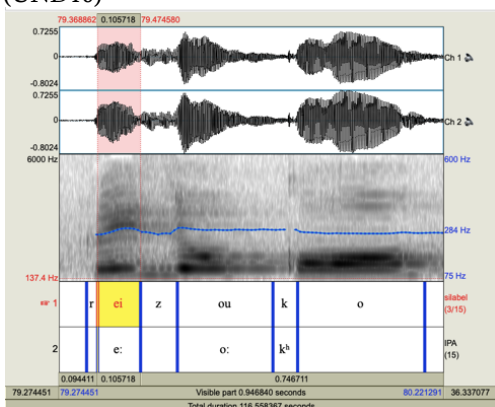 (GND10)
79.368862 0.105718 79.474580
0.7255
0
-0.8024
Ch 1
0.7255
0
-0.8024
Ch 2
6000 Hz 600 Hz
284 Hz
137.4 Hz 75 Hz
1 r ei z ou k o silabel (3/15)
2 e: o: kʰ IPA (15)
0.094411 0.105718 0.746711
79.274451 79.274451 Visible part 0.946840 seconds 80.221291 36.337077
Total duration 116.558367 seconds